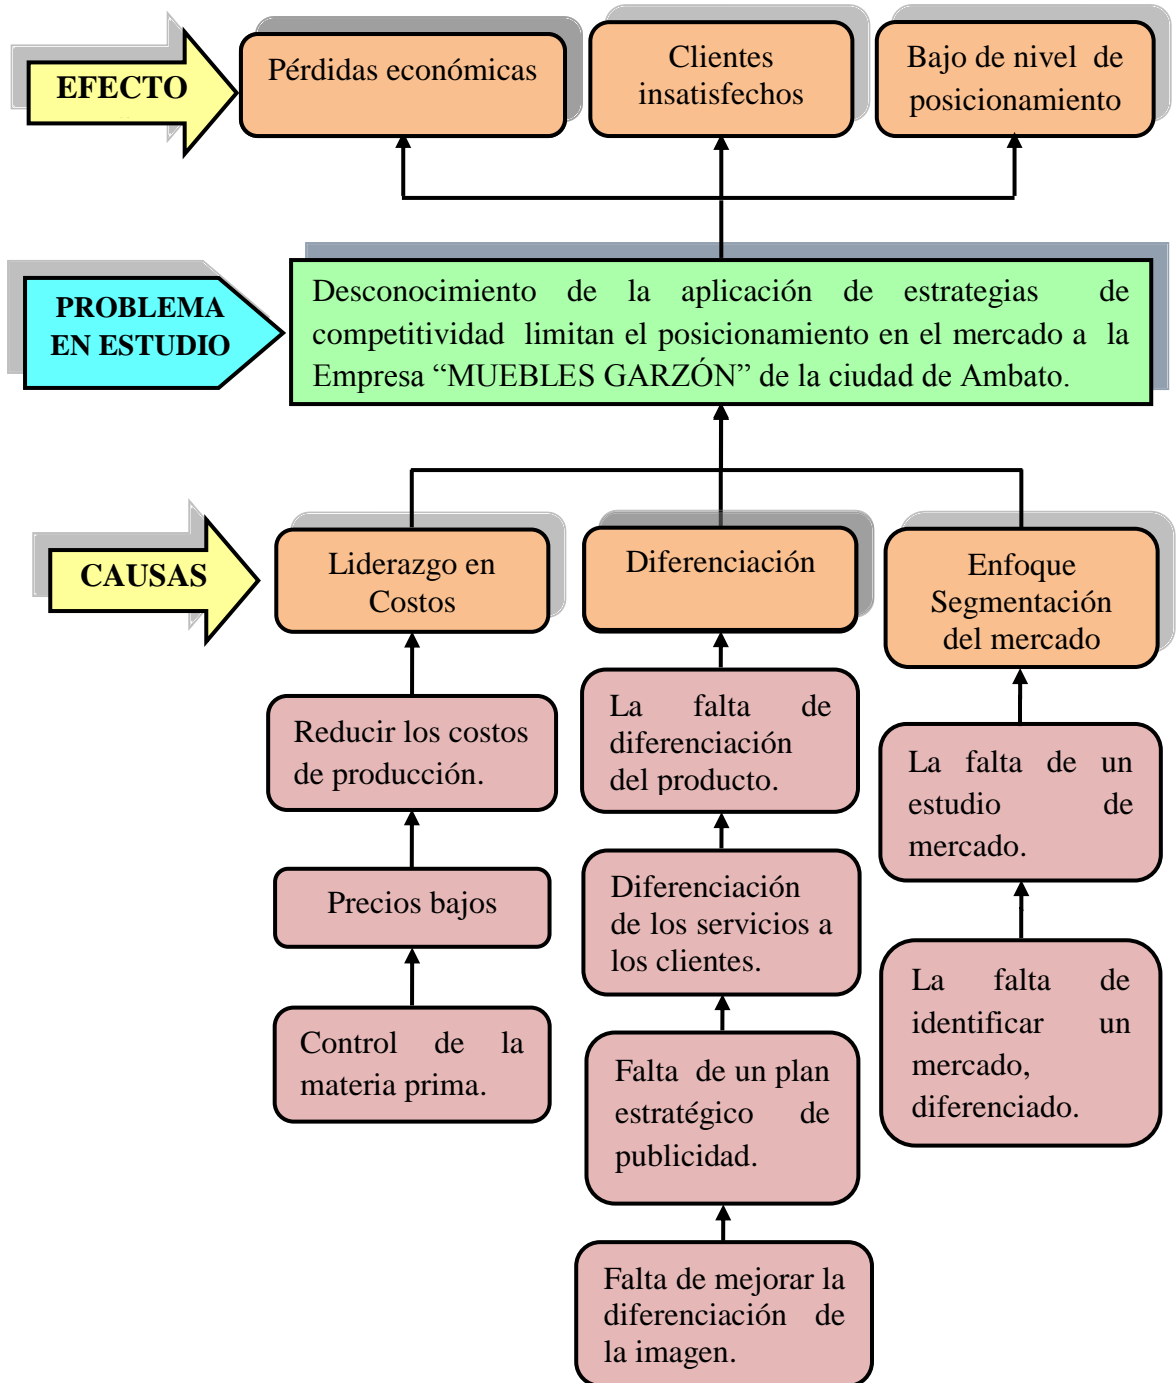 EFECTO
Pérdidas económicas
Clientes
insatisfechos
Bajo de nivel de
posicionamiento
PROBLEMA
EN ESTUDIO
Desconocimiento de la aplicación de estrategias de
competitividad limitan el posicionamiento en el mercado a la
Empresa “MUEBLES GARZÓN” de la ciudad de Ambato.
CAUSAS
Liderazgo en
Costos
Diferenciación
Enfoque
Segmentación
del mercado
Reducir los costos
de producción.
Precios bajos
Control de la
materia prima.
La falta de
diferenciación
del producto.
Diferenciación
de los servicios a
los clientes.
Falta de un plan
estratégico de
publicidad.
Falta de mejorar la
diferenciación de
la imagen.
La falta de un
estudio de
mercado.
La falta de
identificar un
mercado,
diferenciado.